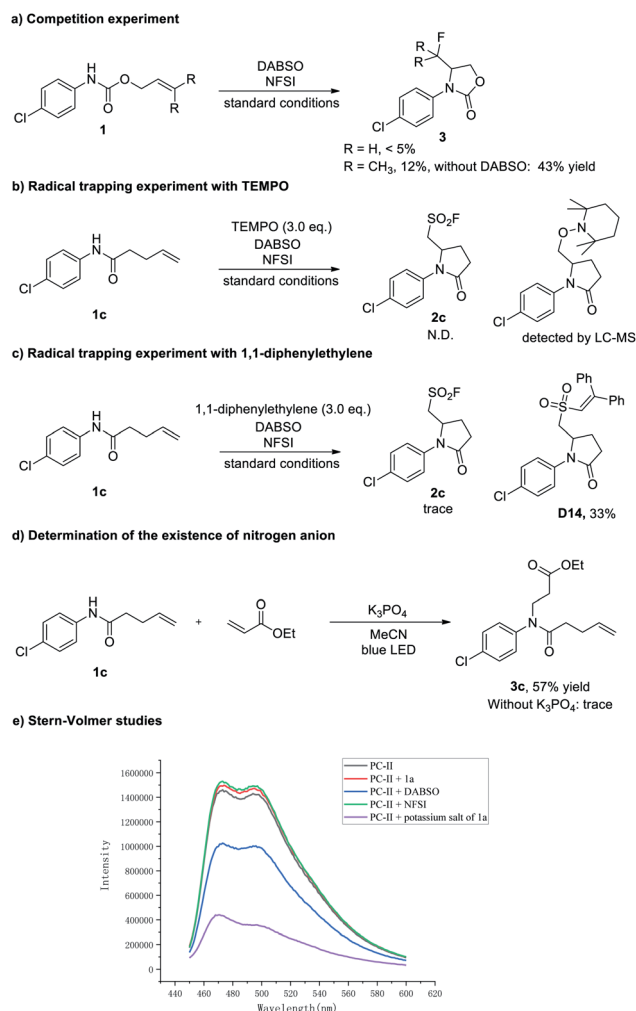 a) Competition experiment
Cl
H
N
O
O
R
R
1
DABSO
NFSI
standard conditions
F
R
R
N
O
O
Cl
3
R = H, < 5%
R = CH₃, 12%, without DABSO: 43% yield
b) Radical trapping experiment with TEMPO
Cl
H
N
O
1c
TEMPO (3.0 eq.)
DABSO
NFSI
standard conditions
SO₂F
N
O
Cl
2c
N.D.
N
O
N
O
Cl
detected by LC-MS
c) Radical trapping experiment with 1,1-diphenylethylene
Cl
H
N
O
1c
1,1-diphenylethylene (3.0 eq.)
DABSO
NFSI
standard conditions
SO₂F
N
O
Cl
2c
trace
Ph
Ph
O
O
S
N
O
Cl
D14, 33%
d) Determination of the existence of nitrogen anion
Cl
H
N
O
1c
+
O
OEt
K₃PO₄
MeCN
blue LED
O
OEt
N
O
Cl
3c, 57% yield
Without K₃PO₄: trace
e) Stern-Volmer studies
PC-II
PC-II + 1a
PC-II + DABSO
PC-II + NFSI
PC-II + potassium salt of 1a
Intensity
1600000
1400000
1200000
1000000
800000
600000
400000
200000
0
440 460 480 500 520 540 560 580 600 620
Wavelength(nm)